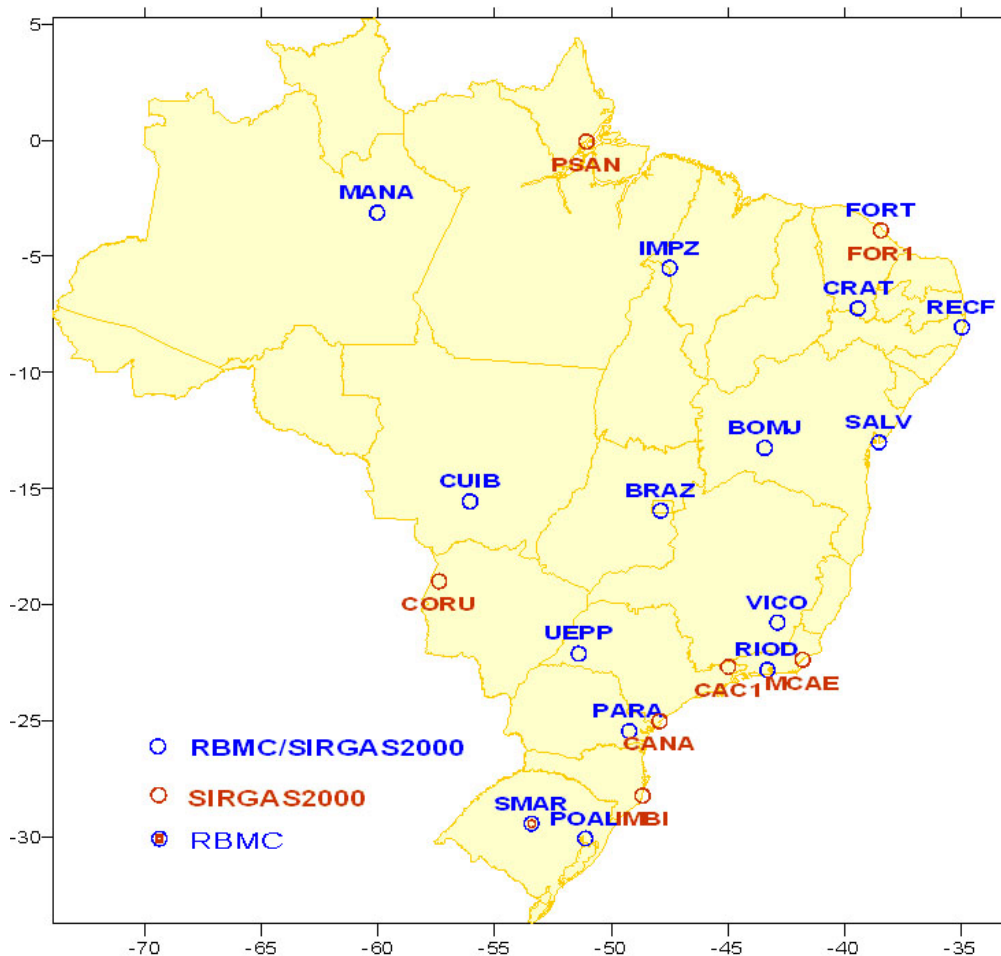 5
0
-5
-10
-15
-20
-25
-30
PSAN
MANA
FORT
FOR1
IMPZ
CRAT
RECF
BOMJ
SALV
CUIB
BRAZ
CORU
VICO
UEPP
RIOD
CAC1
MCAE
PARA
CANA
SMAR
POAL
IMBI
RBMC/SIRGAS2000
SIRGAS2000
RBMC
-70
-65
-60
-55
-50
-45
-40
-35